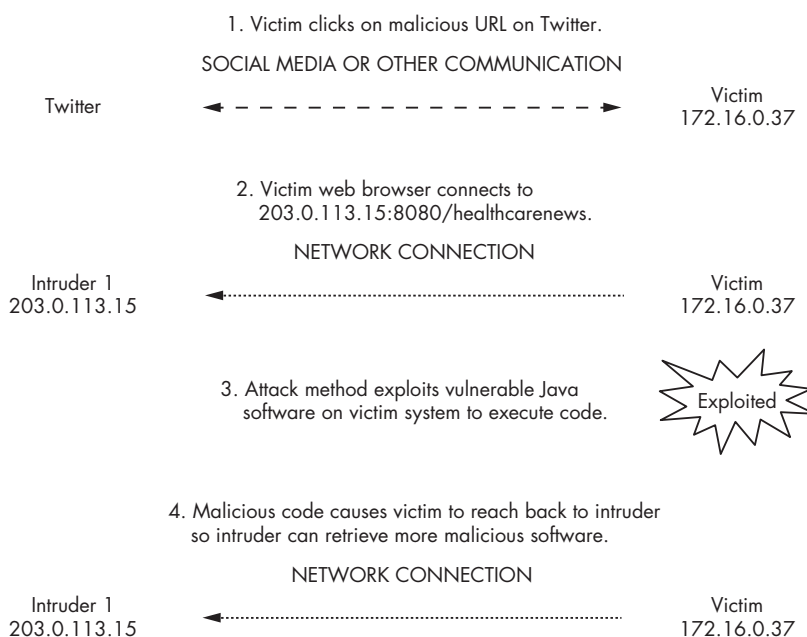 1. Victim clicks on malicious URL on Twitter.
SOCIAL MEDIA OR OTHER COMMUNICATION
Twitter
Victim
172.16.0.37
2. Victim web browser connects to
203.0.113.15:8080/healthcarenews.
NETWORK CONNECTION
Intruder 1
203.0.113.15
Victim
172.16.0.37
3. Attack method exploits vulnerable Java
software on victim system to execute code.
Exploited
4. Malicious code causes victim to reach back to intruder
so intruder can retrieve more malicious software.
NETWORK CONNECTION
Intruder 1
203.0.113.15
Victim
172.16.0.37